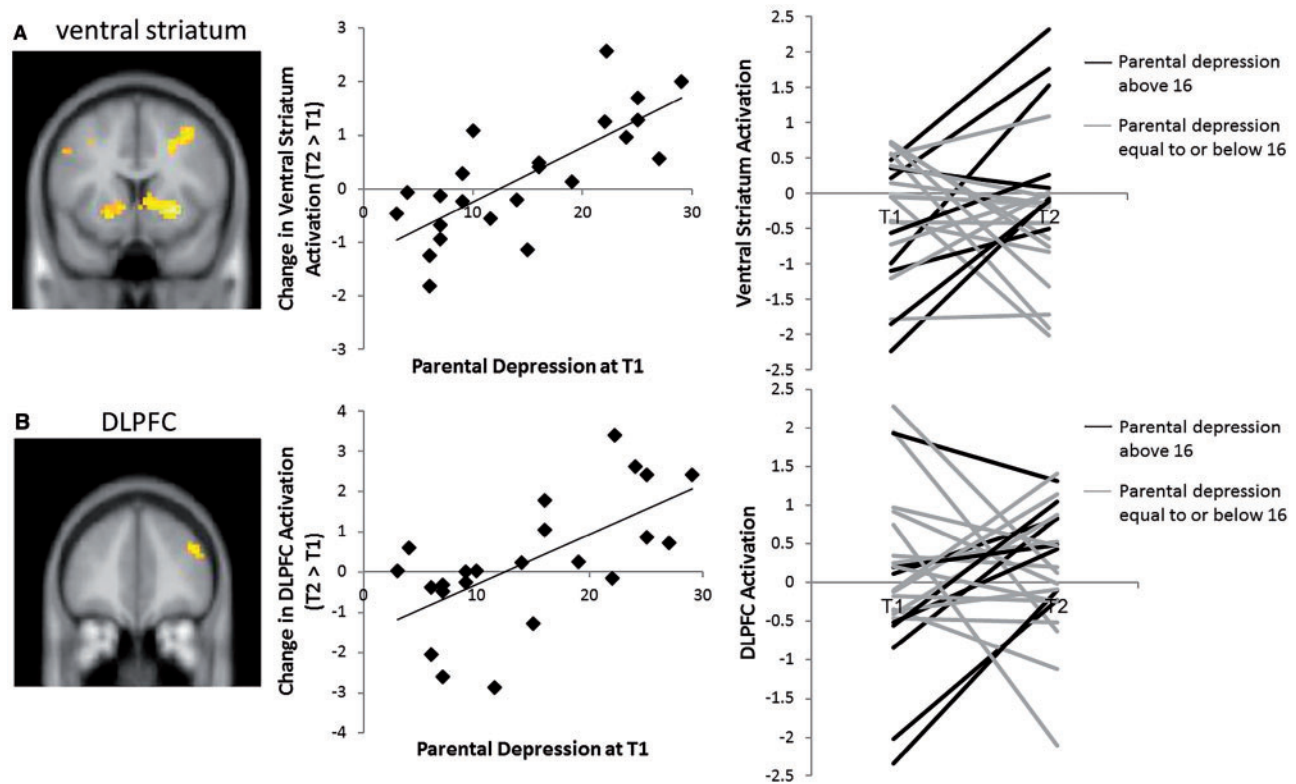 A ventral striatum
Change in Ventral Striatum
Activation (T2 > T1)
3
2
1
0
-1
-2
-3
0 10 20 30
Parental Depression at T1
Ventral Striatum Activation
2.5
2
1.5
1
0.5
0
-0.5
-1
-1.5
-2
-2.5
T1 T2
Parental depression
above 16
Parental depression
equal to or below 16
B DLPFC
Change in DLPFC Activation
(T2 > T1)
4
3
2
1
0
-1
-2
-3
-4
0 10 20 30
Parental Depression at T1
DLPFC Activation
2.5
2
1.5
1
0.5
0
-0.5
-1
-1.5
-2
-2.5
T1 T2
Parental depression
above 16
Parental depression
equal to or below 16